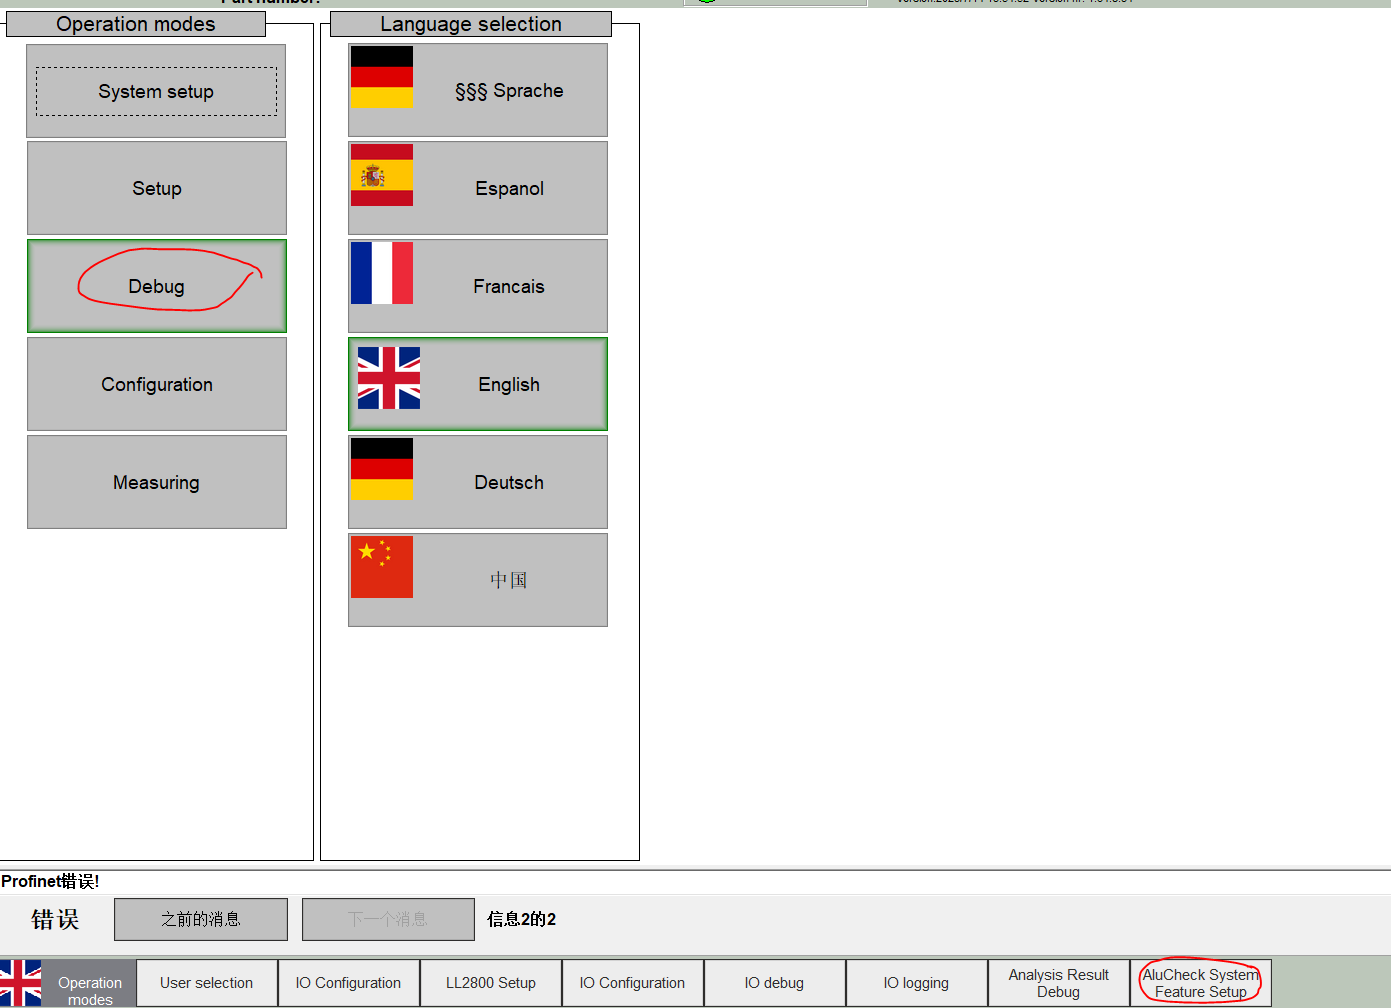 Part number:
Operation modes
Language selection
System setup
§§§ Sprache
Setup
Espanol
Debug
Francais
Configuration
English
Measuring
Deutsch
中国
Profinet错误!
错误
之前的消息
下一个消息
信息2的2
Operation
modes
User selection
IO Configuration
LL2800 Setup
IO Configuration
IO debug
IO logging
Analysis Result
Debug
AluCheck System
Feature Setup